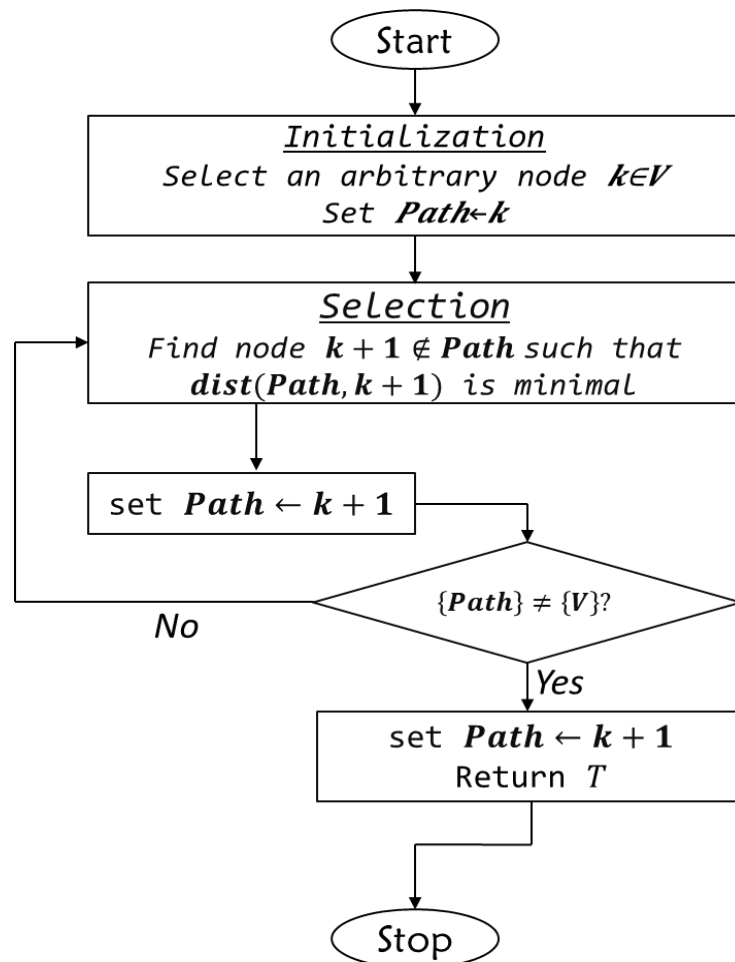 Start
Initialization
Select an arbitrary node k∈V
Set Path←k
Selection
Find node k + 1 ∉ Path such that
dist(Path, k + 1) is minimal
set Path ← k + 1
{Path} ≠ {V}?
No
Yes
set Path ← k + 1
Return T
Stop